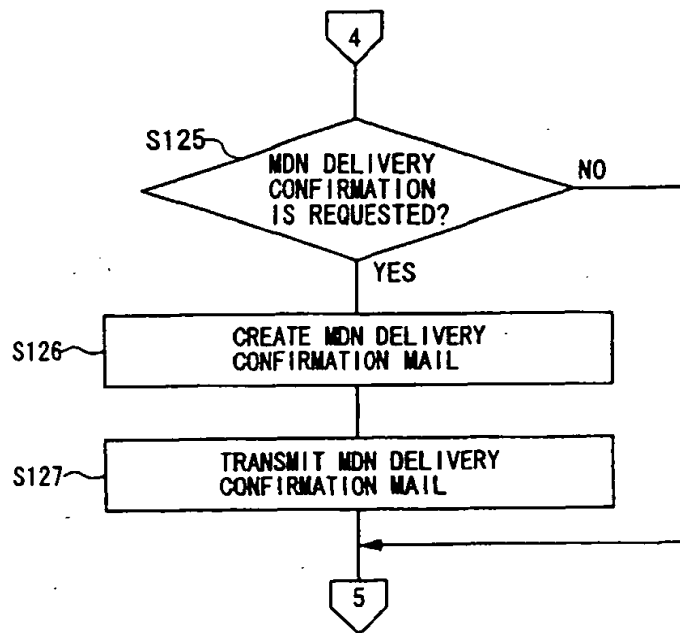 4
S125
MDN DELIVERY
CONFIRMATION
IS REQUESTED?
NO
YES
S126
CREATE MDN DELIVERY
CONFIRMATION MAIL
S127
TRANSMIT MDN DELIVERY
CONFIRMATION MAIL
5